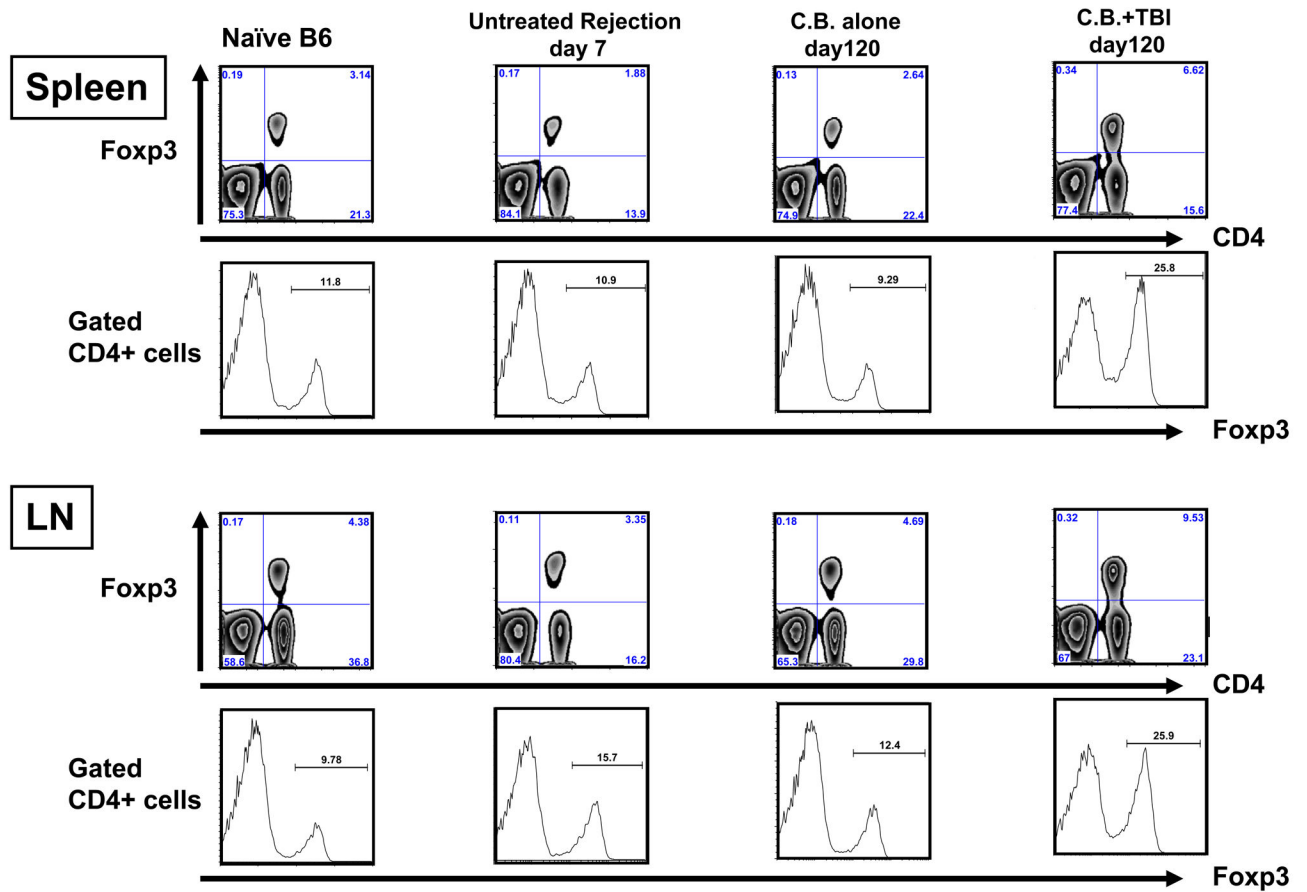 Naïve B6
Untreated Rejection
day 7
C.B. alone
day120
C.B.+TBI
day120
Spleen
Foxp3
0.19 3.14
75.3 21.3
0.17 1.88
84.1 13.9
0.13 2.64
74.9 22.4
0.34 6.62
77.4 15.6
CD4
Gated
CD4+ cells
11.8
10.9
9.29
25.8
Foxp3
LN
Foxp3
0.17 4.38
58.6 36.8
0.11 3.35
80.4 16.2
0.18 4.69
65.3 29.8
0.32 9.53
67 23.1
CD4
Gated
CD4+ cells
9.78
15.7
12.4
25.9
Foxp3